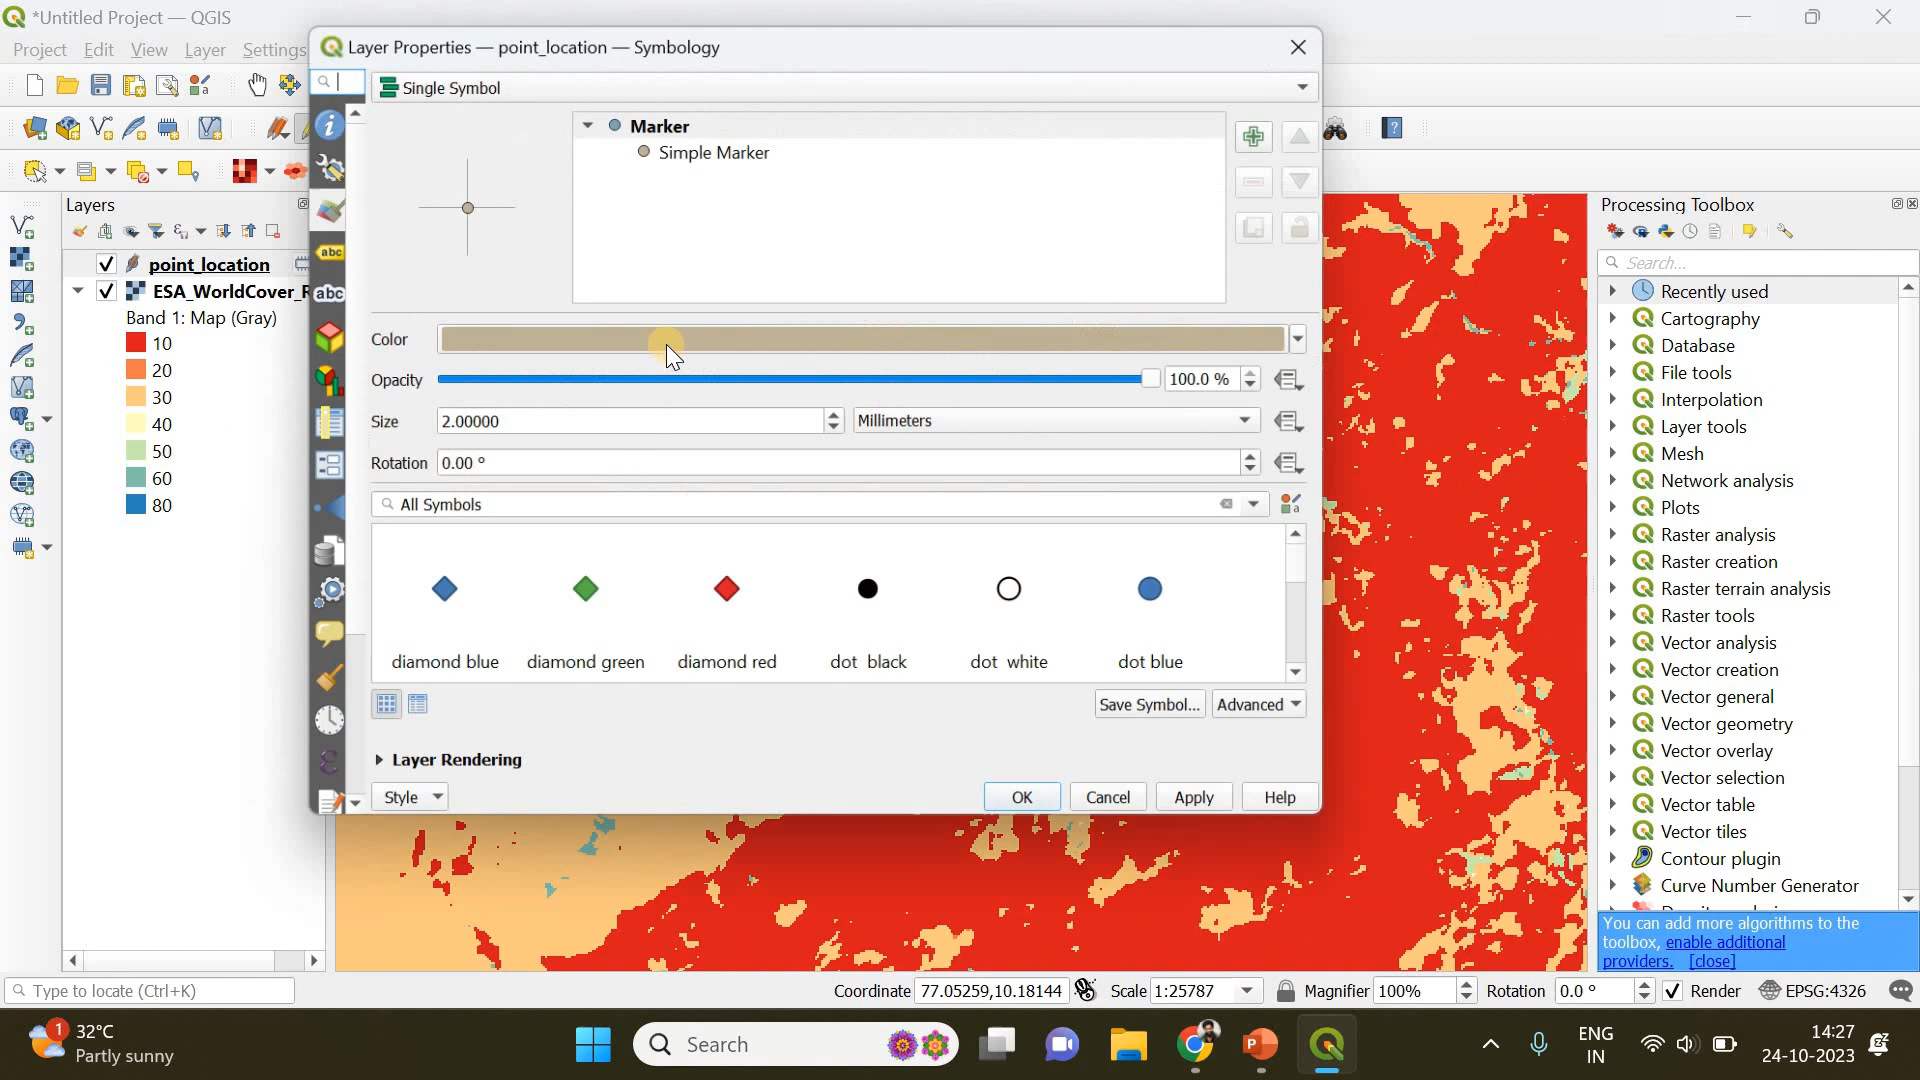 *Untitled Project — QGIS
Project Edit View Layer Settings
Layer Properties — point_location — Symbology
Single Symbol
Marker
Simple Marker
Color
Opacity 100.0 %
Size 2.00000 Millimeters
Rotation 0.00 °
All Symbols
diamond blue diamond green diamond red dot black dot white dot blue
Save Symbol... Advanced
Layer Rendering
Style OK Cancel Apply Help
abc
abc
Layers
point_location
ESA_WorldCover_
Band 1: Map (Gray)
10
20
30
40
50
60
80
Processing Toolbox
Search...
Recently used
Cartography
Database
File tools
Interpolation
Layer tools
Mesh
Network analysis
Plots
Raster analysis
Raster creation
Raster terrain analysis
Raster tools
Vector analysis
Vector creation
Vector general
Vector geometry
Vector overlay
Vector selection
Vector table
Vector tiles
Contour plugin
Curve Number Generator
You can add more algorithms to the
toolbox, enable additional
providers. [close]
Type to locate (Ctrl+K) Coordinate 77.05259,10.18144 Scale 1:25787 Magnifier 100% Rotation 0.0 ° Render EPSG:4326
1 32°C
Partly sunny
Search
ENG
IN
14:27
24-10-2023